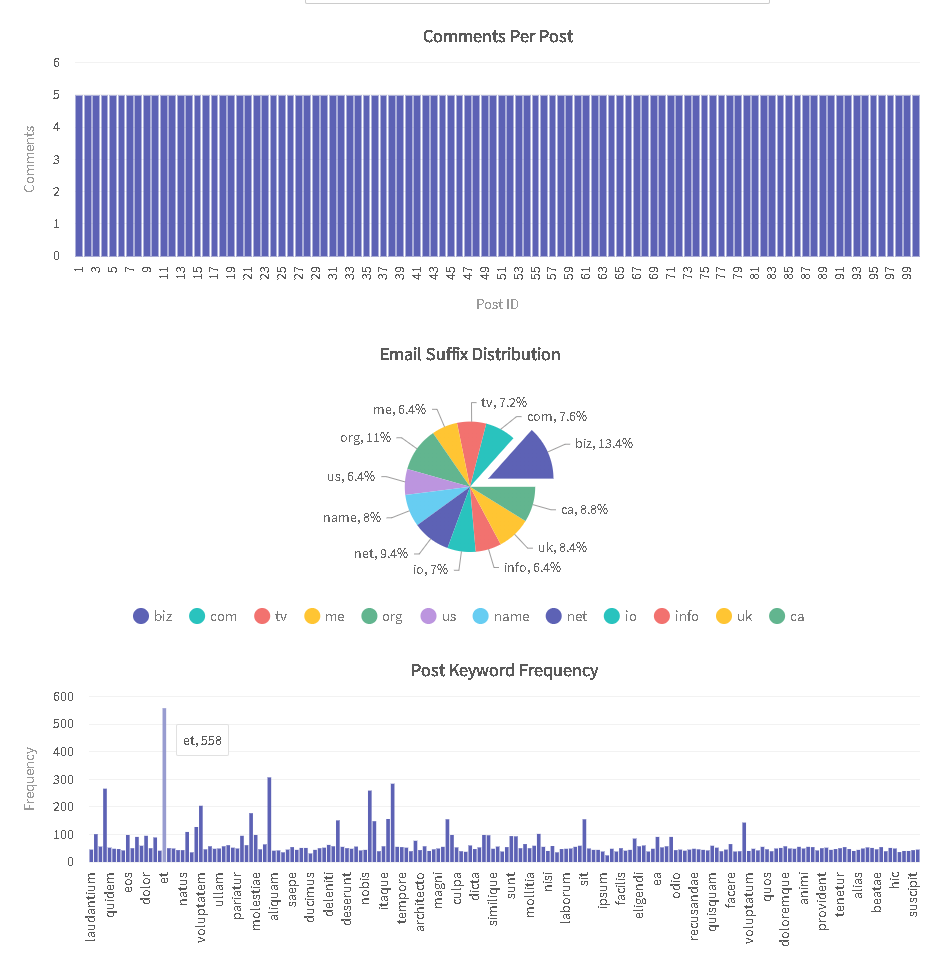 Comments Per Post
6
5
4
3
2
1
0
Comments
1 3 5 7 9 11 13 15 17 19 21 23 25 27 29 31 33 35 37 39 41 43 45 47 49 51 53 55 57 59 61 63 65 67 69 71 73 75 77 79 81 83 85 87 89 91 93 95 97 99
Post ID
Email Suffix Distribution
tv, 7.2%
me, 6.4%
com, 7.6%
org, 11%
biz, 13.4%
us, 6.4%
ca, 8.8%
name, 8%
uk, 8.4%
net, 9.4%
info, 6.4%
io, 7%
biz com tv me org us name net io info uk ca
Post Keyword Frequency
600
500
400
300
200
100
0
Frequency
et, 558
laudantium quidem eos dolor et natus voluptatem ullam pariatur molestiae aliquam saepe ducimus deleniti deserunt nobis itaque tempore architecto magni culpa dicta similique sunt mollitia nisi laborum sit ipsum facilis eligendi ea odio recusandae quisquam facere voluptatum quos doloremque animi provident tenetur alias beatae hic suscipit